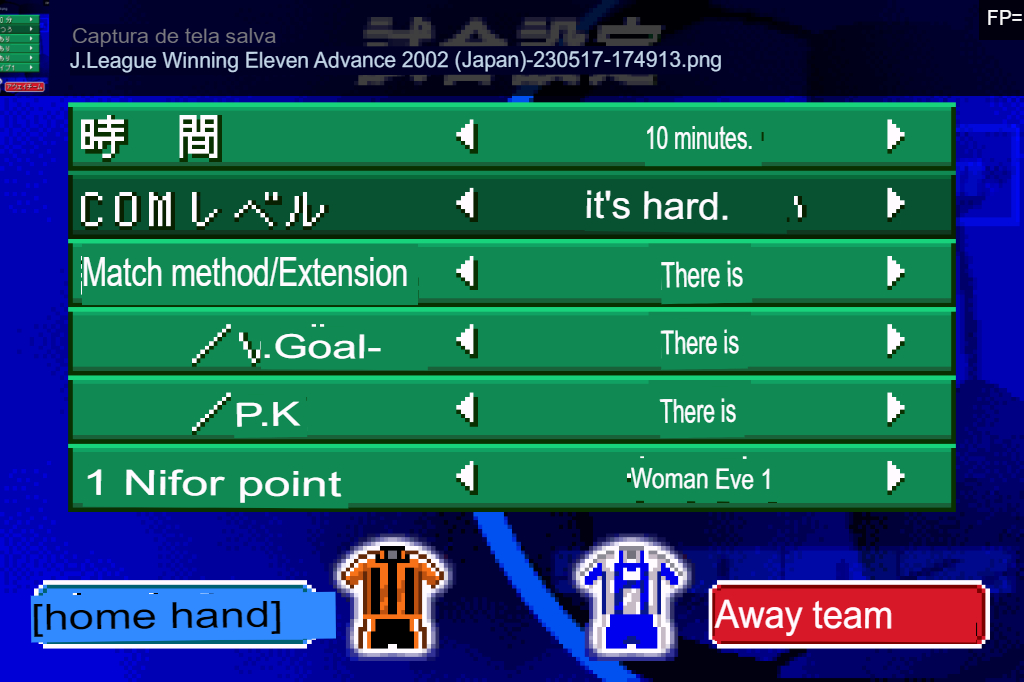 Captura de tela salva
FP=
J.League Winning Eleven Advance 2002 (Japan)-230517-174913.png
時間 10 minutes.
COMレベル it's hard.
Match method/Extension There is
/V.Goal- There is
/P.K There is
1 Nifor point Woman Eve 1
[home hand] Away team